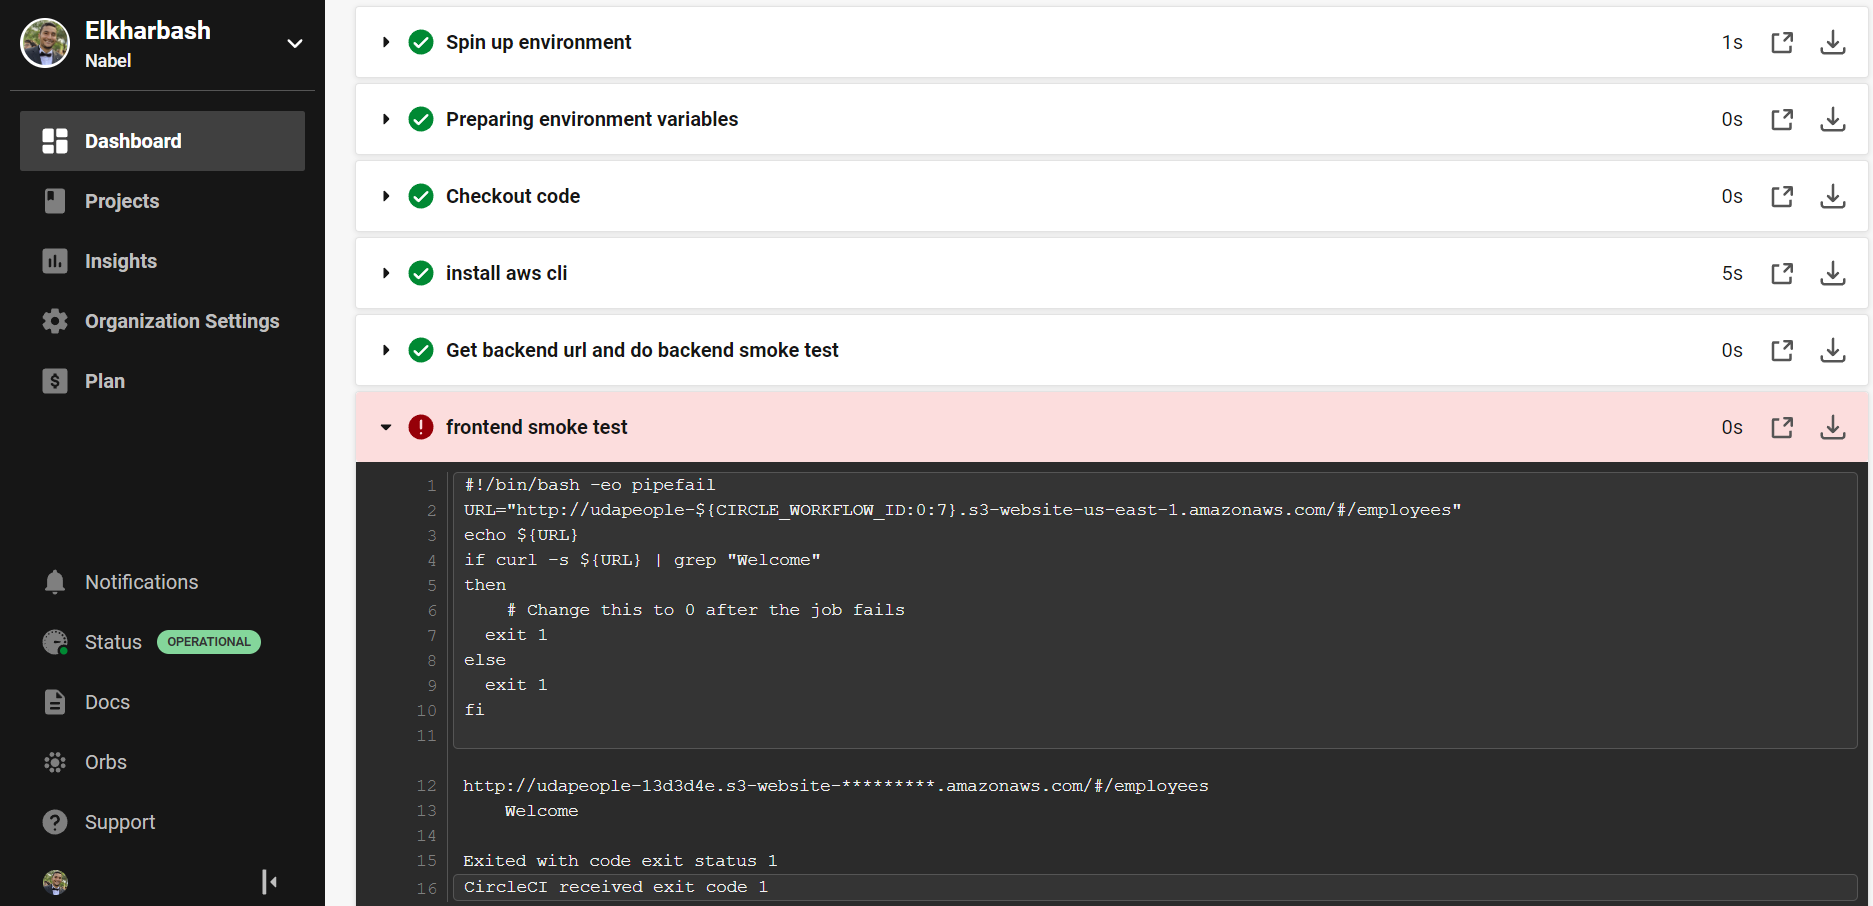 Elkharbash
Nabel
Dashboard
Projects
Insights
Organization Settings
$ Plan
Notifications
Status OPERATIONAL
Docs
Orbs
? Support
Spin up environment 1s
Preparing environment variables 0s
Checkout code 0s
install aws cli 5s
Get backend url and do backend smoke test 0s
! frontend smoke test 0s
1 #!/bin/bash -eo pipefail
2 URL="http://udapeople-${CIRCLE_WORKFLOW_ID:0:7}.s3-website-us-east-1.amazonaws.com/#/employees"
3 echo ${URL}
4 if curl -s ${URL} | grep "Welcome"
5 then
6     # Change this to 0 after the job fails
7   exit 1
8 else
9   exit 1
10 fi
11
12 http://udapeople-13d3d4e.s3-website-*********.amazonaws.com/#/employees
13     Welcome
14
15 Exited with code exit status 1
16 CircleCI received exit code 1